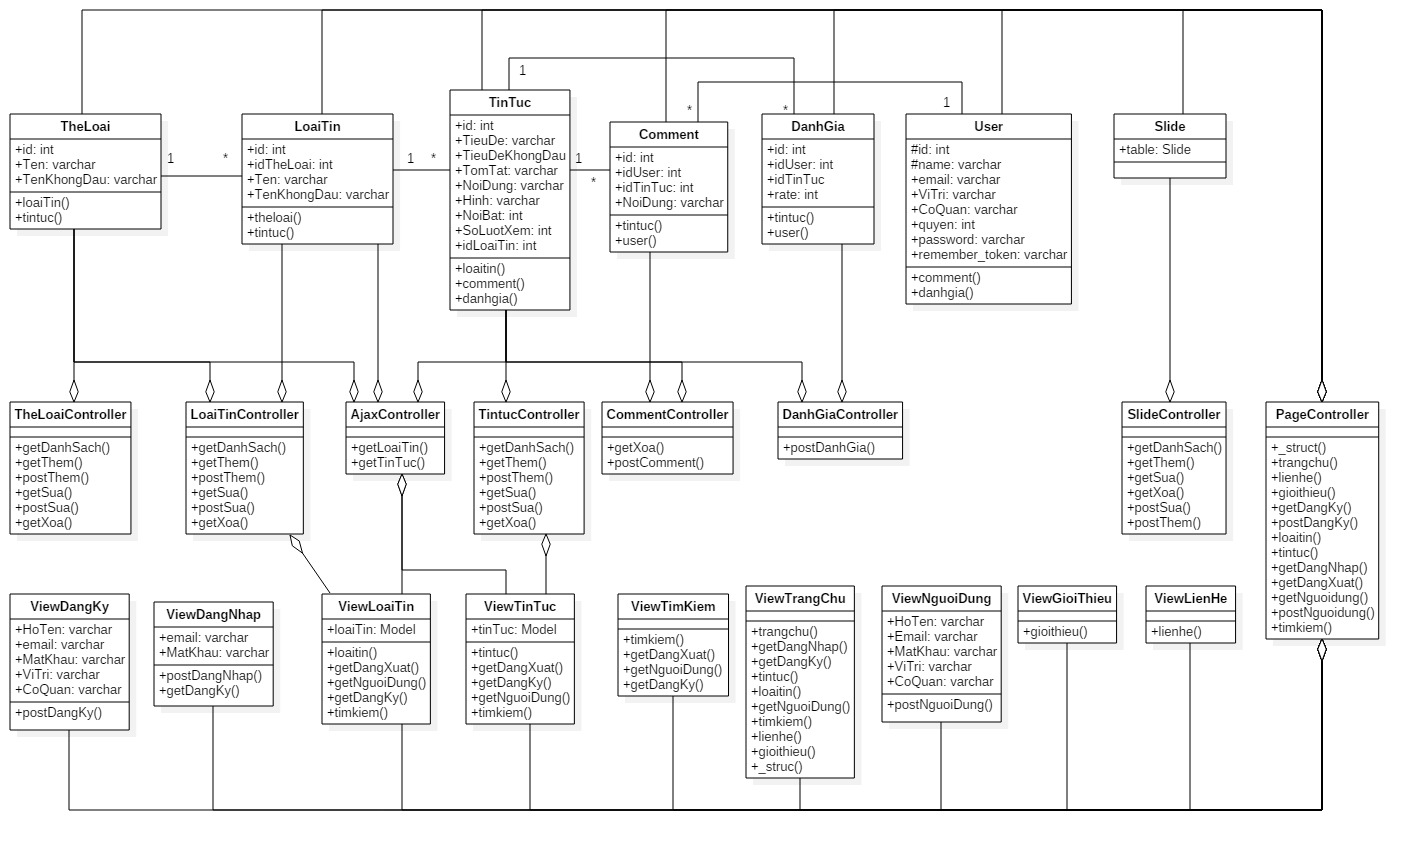 TheLoai
+id: int
+Ten: varchar
+TenKhongDau: varchar
+loaiTin()
+tintuc()
1
*
LoaiTin
+id: int
+idTheLoai: int
+Ten: varchar
+TenKhongDau: varchar
+theloai()
+tintuc()
1
*
TinTuc
+id: int
+TieuDe: varchar
+TieuDeKhongDau
+TomTat: varchar
+NoiDung: varchar
+Hinh: varchar
+NoiBat: int
+SoLuotXem: int
+idLoaiTin: int
+loaitin()
+comment()
+danhgia()
1
1
*
*
Comment
+id: int
+idUser: int
+idTinTuc: int
+NoiDung: varchar
+tintuc()
+user()
*
DanhGia
+id: int
+idUser: int
+idTinTuc
+rate: int
+tintuc()
+user()
1
User
#id: int
#name: varchar
+email: varchar
+ViTri: varchar
+CoQuan: varchar
+quyen: int
+password: varchar
+remember_token: varchar
+comment()
+danhgia()
Slide
+table: Slide
TheLoaiController
+getDanhSach()
+getThem()
+postThem()
+getSua()
+postSua()
+getXoa()
LoaiTinController
+getDanhSach()
+getThem()
+postThem()
+getSua()
+postSua()
+getXoa()
AjaxController
+getLoaiTin()
+getTinTuc()
TintucController
+getDanhSach()
+getThem()
+postThem()
+getSua()
+postSua()
+getXoa()
CommentController
+getXoa()
+postComment()
DanhGiaController
+postDanhGia()
SlideController
+getDanhSach()
+getThem()
+getSua()
+getXoa()
+postSua()
+postThem()
PageController
+_struct()
+trangchu()
+lienhe()
+gioithieu()
+getDangKy()
+postDangKy()
+loaitin()
+tintuc()
+getDangNhap()
+getDangXuat()
+getNguoidung()
+postNguoidung()
+timkiem()
ViewDangKy
+HoTen: varchar
+email: varchar
+MatKhau: varchar
+ViTri: varchar
+CoQuan: varchar
+postDangKy()
ViewDangNhap
+email: varchar
+MatKhau: varchar
+postDangNhap()
+getDangKy()
ViewLoaiTin
+loaiTin: Model
+loaitin()
+getDangXuat()
+getNguoiDung()
+getDangKy()
+timkiem()
ViewTinTuc
+tinTuc: Model
+tintuc()
+getDangXuat()
+getDangKy()
+getNguoiDung()
+timkiem()
ViewTimKiem
+timkiem()
+getDangXuat()
+getNguoiDung()
+getDangKy()
ViewTrangChu
+trangchu()
+getDangNhap()
+getDangKy()
+tintuc()
+loaitin()
+getNguoiDung()
+timkiem()
+lienhe()
+gioithieu()
+_struc()
ViewNguoiDung
+HoTen: varchar
+Email: varchar
+MatKhau: varchar
+ViTri: varchar
+CoQuan: varchar
+postNguoiDung()
ViewGioiThieu
+gioithieu()
ViewLienHe
+lienhe()